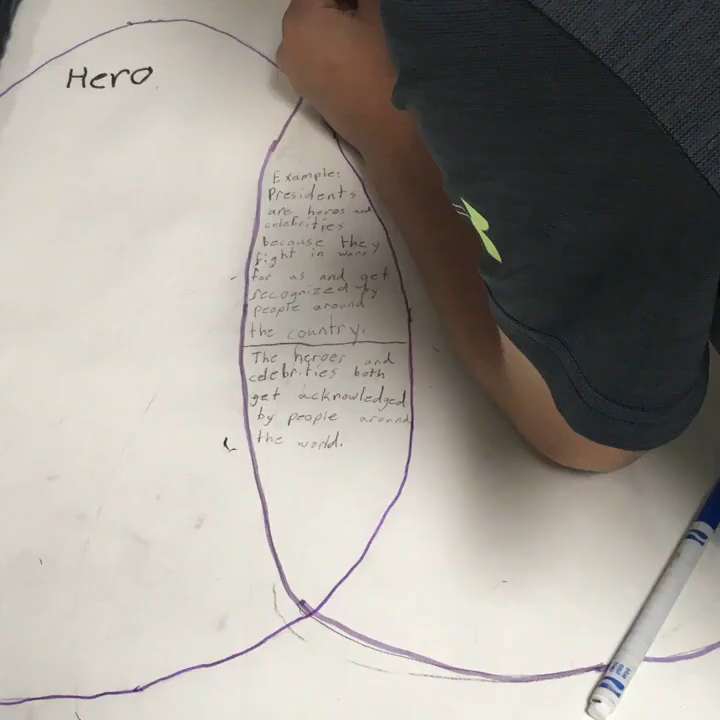 Hero
Example:
Presidents
are heros and
celebrities
because they
fight in wars
for us and get
recognized by
people around
the country.
The heroes and
celebrities both
get acknowledged
by people around
the world.